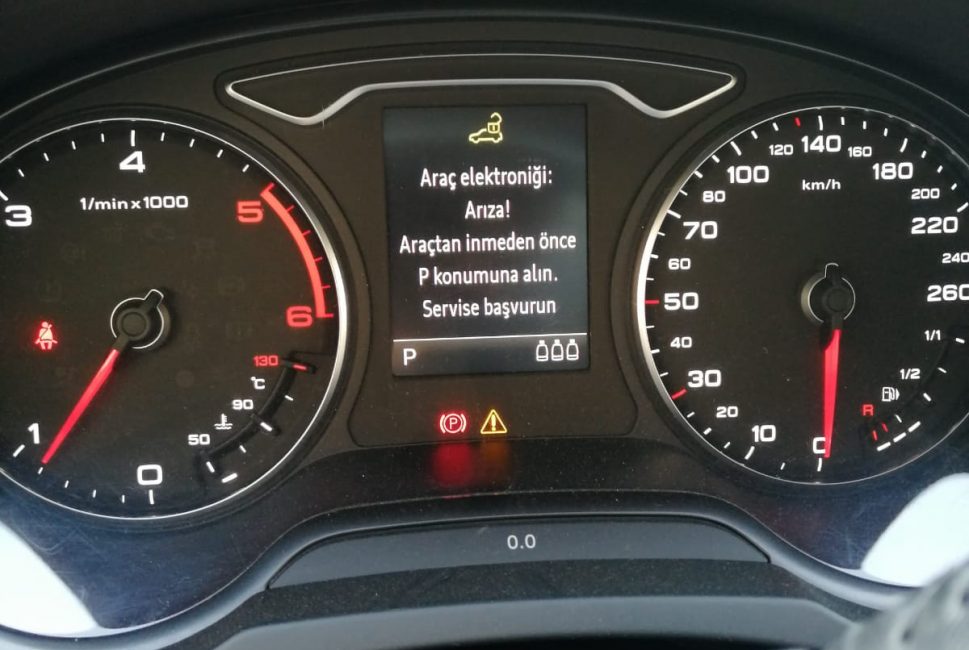 Araç elektroniği:
Arıza!
Araçtan inmeden önce
P konumuna alın.
Servise başvurun
P
1/min x 1000
0
1
3
4
5
6
50
90
130
°C
km/h
0
10
20
30
40
50
60
70
80
100
120
140
160
180
200
220
240
260
R
1/2
1/1
P
0.0